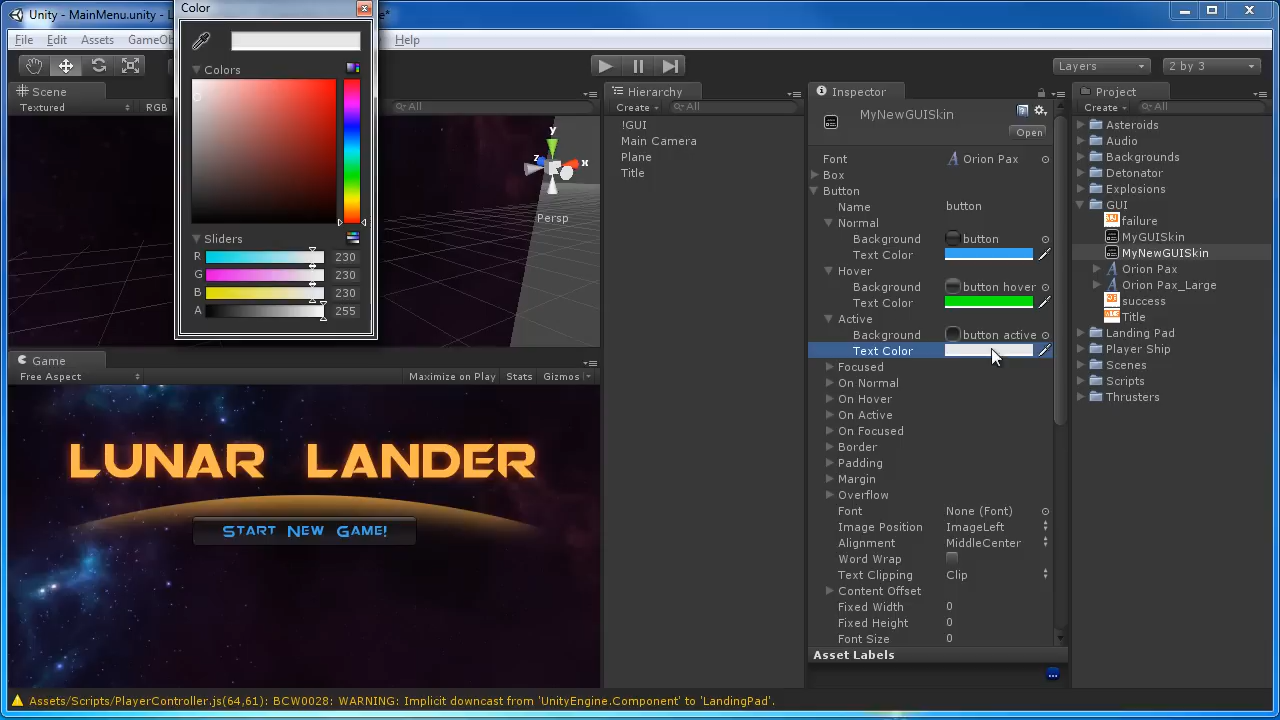 Unity - MainMenu.unity - L
Color
File Edit Assets GameOb Help
Layers 2 by 3
Colors
Sliders
R 230
G 230
B 230
A 255
Scene
Textured RGB All
y
z x
Persp
Game
Free Aspect Maximize on Play Stats Gizmos
LUNAR LANDER
START NEW GAME!
Hierarchy
Create All
!GUI
Main Camera
Plane
Title
Inspector
MyNewGUISkin
Open
Font Orion Pax
Box
Button
Name button
Normal
Background button
Text Color
Hover
Background button hover
Text Color
Active
Background button active
Text Color
Focused
On Normal
On Hover
On Active
On Focused
Border
Padding
Margin
Overflow
Font None (Font)
Image Position ImageLeft
Alignment MiddleCenter
Word Wrap
Text Clipping Clip
Content Offset
Fixed Width 0
Fixed Height 0
Font Size 0
Asset Labels
Project
Create All
Asteroids
Audio
Backgrounds
Detonator
Explosions
GUI
failure
MyGUISkin
MyNewGUISkin
Orion Pax
Orion Pax_Large
success
Title
Landing Pad
Player Ship
Scenes
Scripts
Thrusters
Assets/Scripts/PlayerController.js(64,61): BCW0028: WARNING: Implicit downcast from 'UnityEngine.Component' to 'LandingPad'.